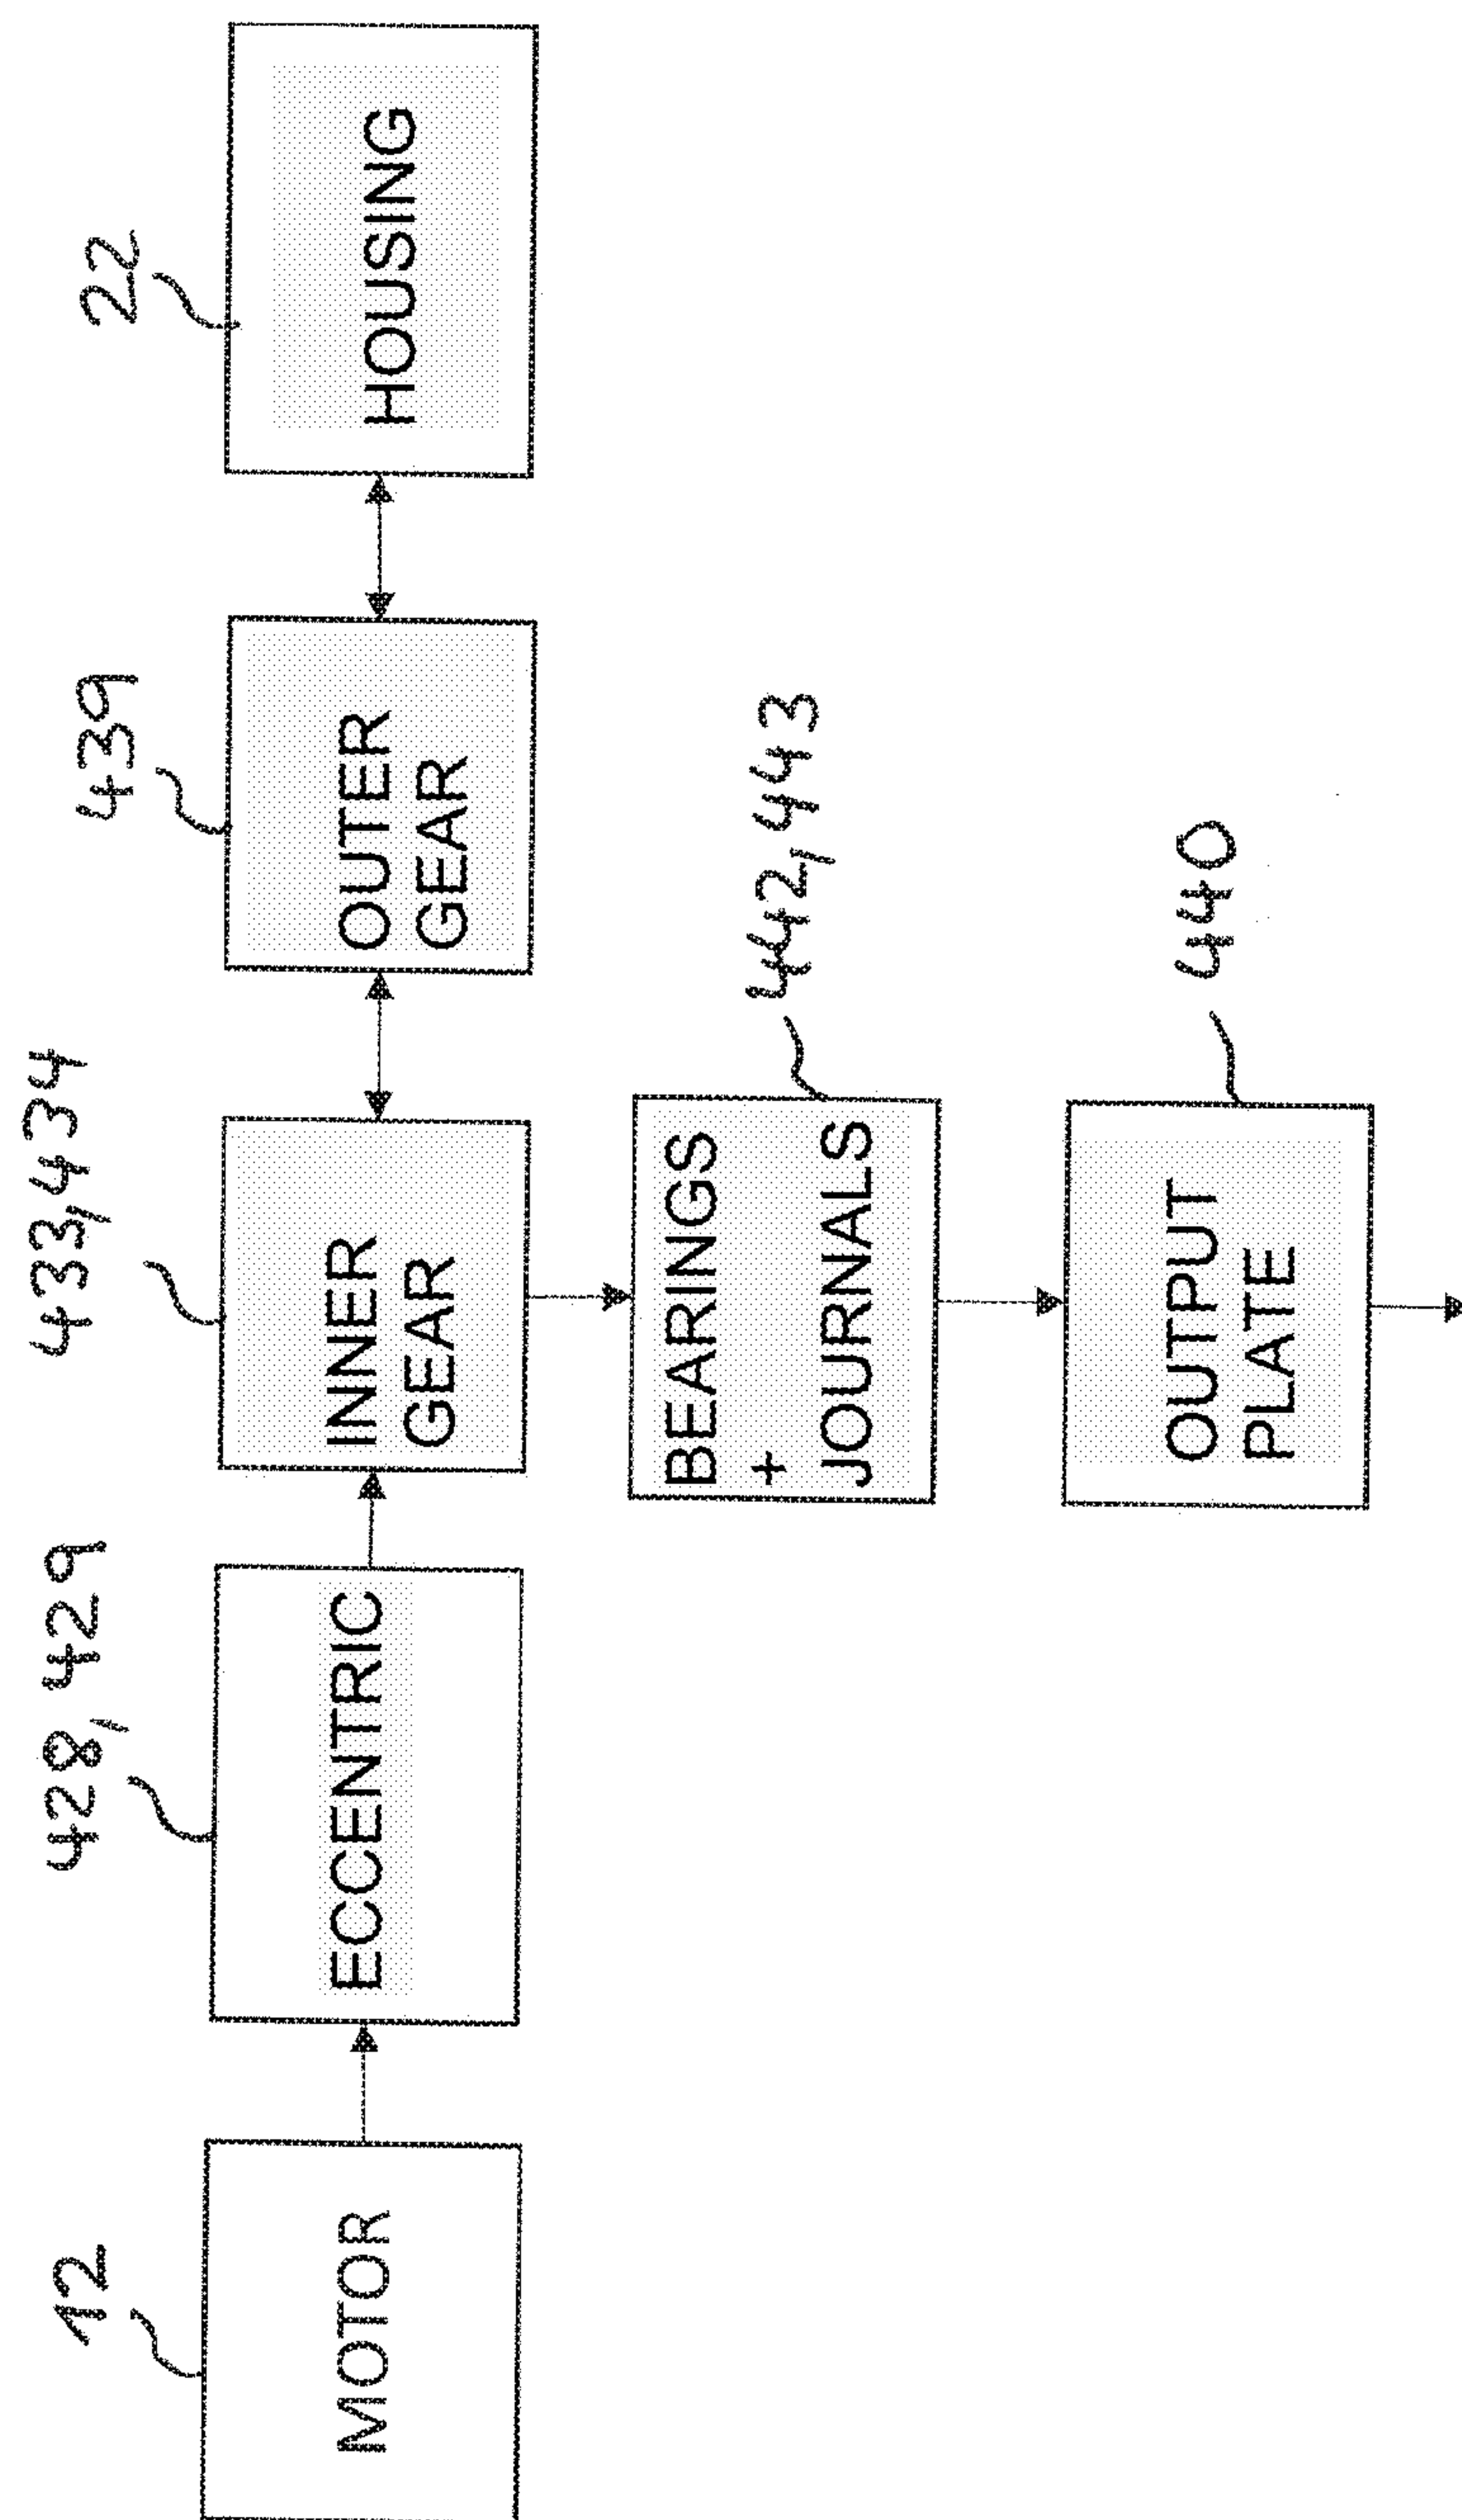 12
428, 429
433, 434
439
22
MOTOR
ECCENTRIC
INNER
GEAR
OUTER
GEAR
HOUSING
442, 443
BEARINGS
+
JOURNALS
440
OUTPUT
PLATE